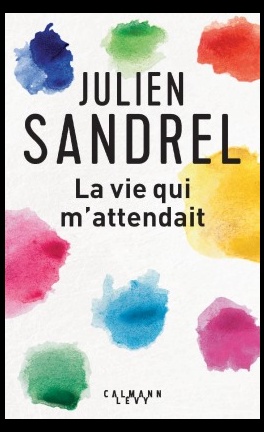 JULIEN
SANDREL
La vie qui
m'attendait
CALMANN
LEVY